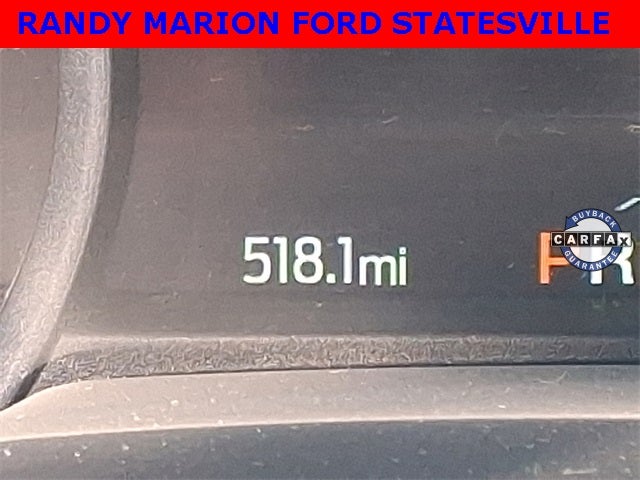 RANDY MARION FORD STATESVILLE
518.1mi
P R
BUYBACK
CARFAX
GUARANTEE